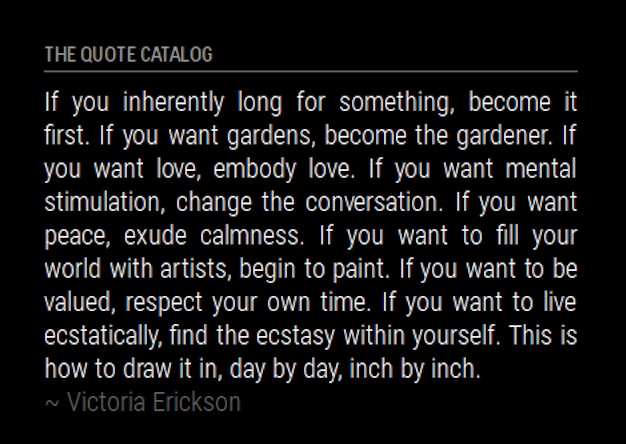 THE QUOTE CATALOG
If you inherently long for something, become it
first. If you want gardens, become the gardener. If
you want love, embody love. If you want mental
stimulation, change the conversation. If you want
peace, exude calmness. If you want to fill your
world with artists, begin to paint. If you want to be
valued, respect your own time. If you want to live
ecstatically, find the ecstasy within yourself. This is
how to draw it in, day by day, inch by inch.
~ Victoria Erickson